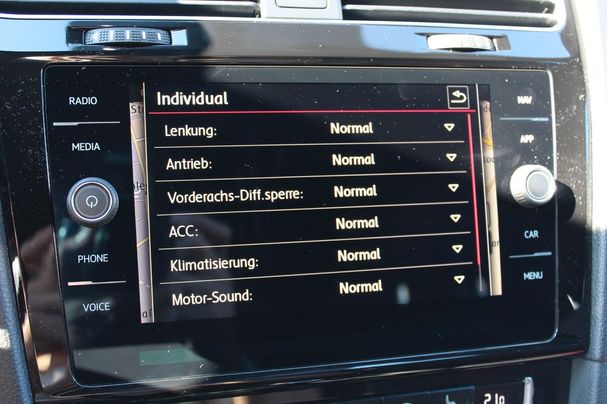 Individual
RADIO
MEDIA
PHONE
VOICE
Lenkung: Normal
Antrieb: Normal
Vorderachs-Diff.sperre: Normal
ACC: Normal
Klimatisierung: Normal
Motor-Sound: Normal
NAV
APP
CAR
MENU